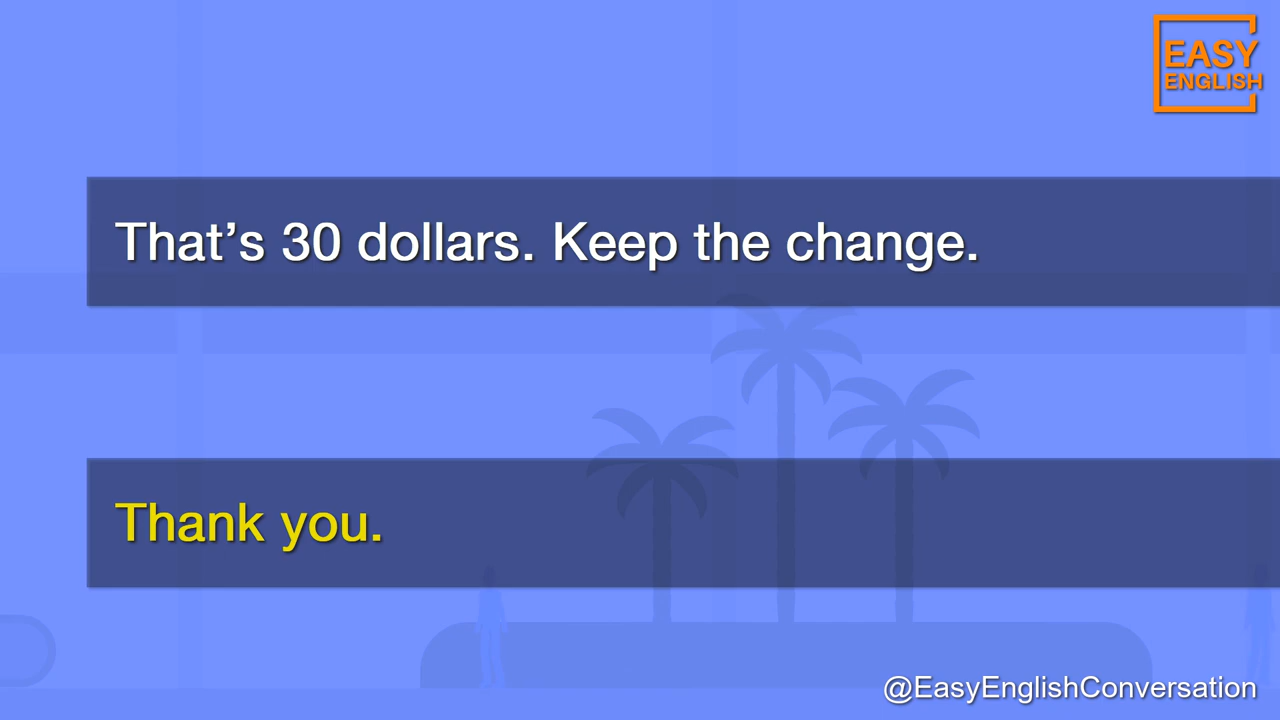 EASY
ENGLISH
That’s 30 dollars. Keep the change.
Thank you.
@EasyEnglishConversation